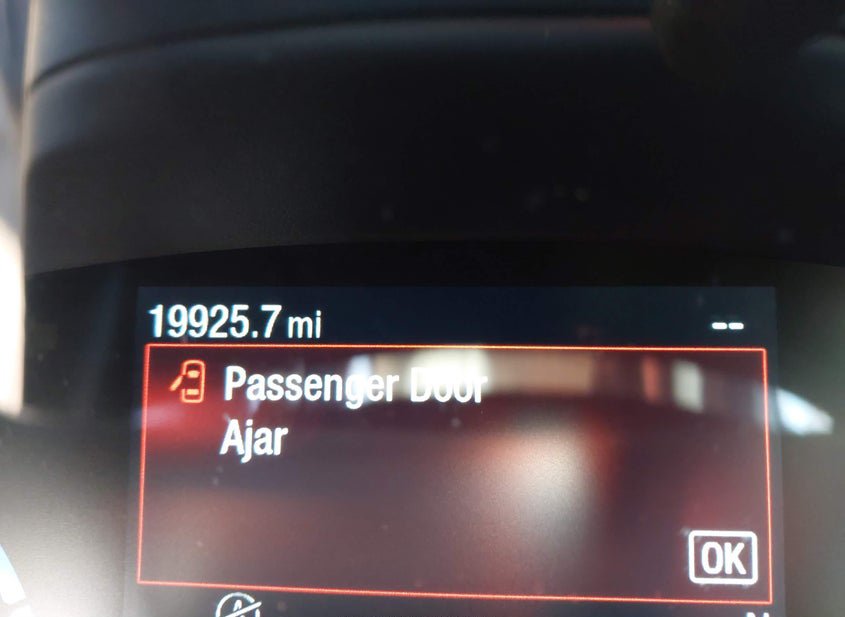 19925.7 mi
--
Passenger Door
Ajar
OK